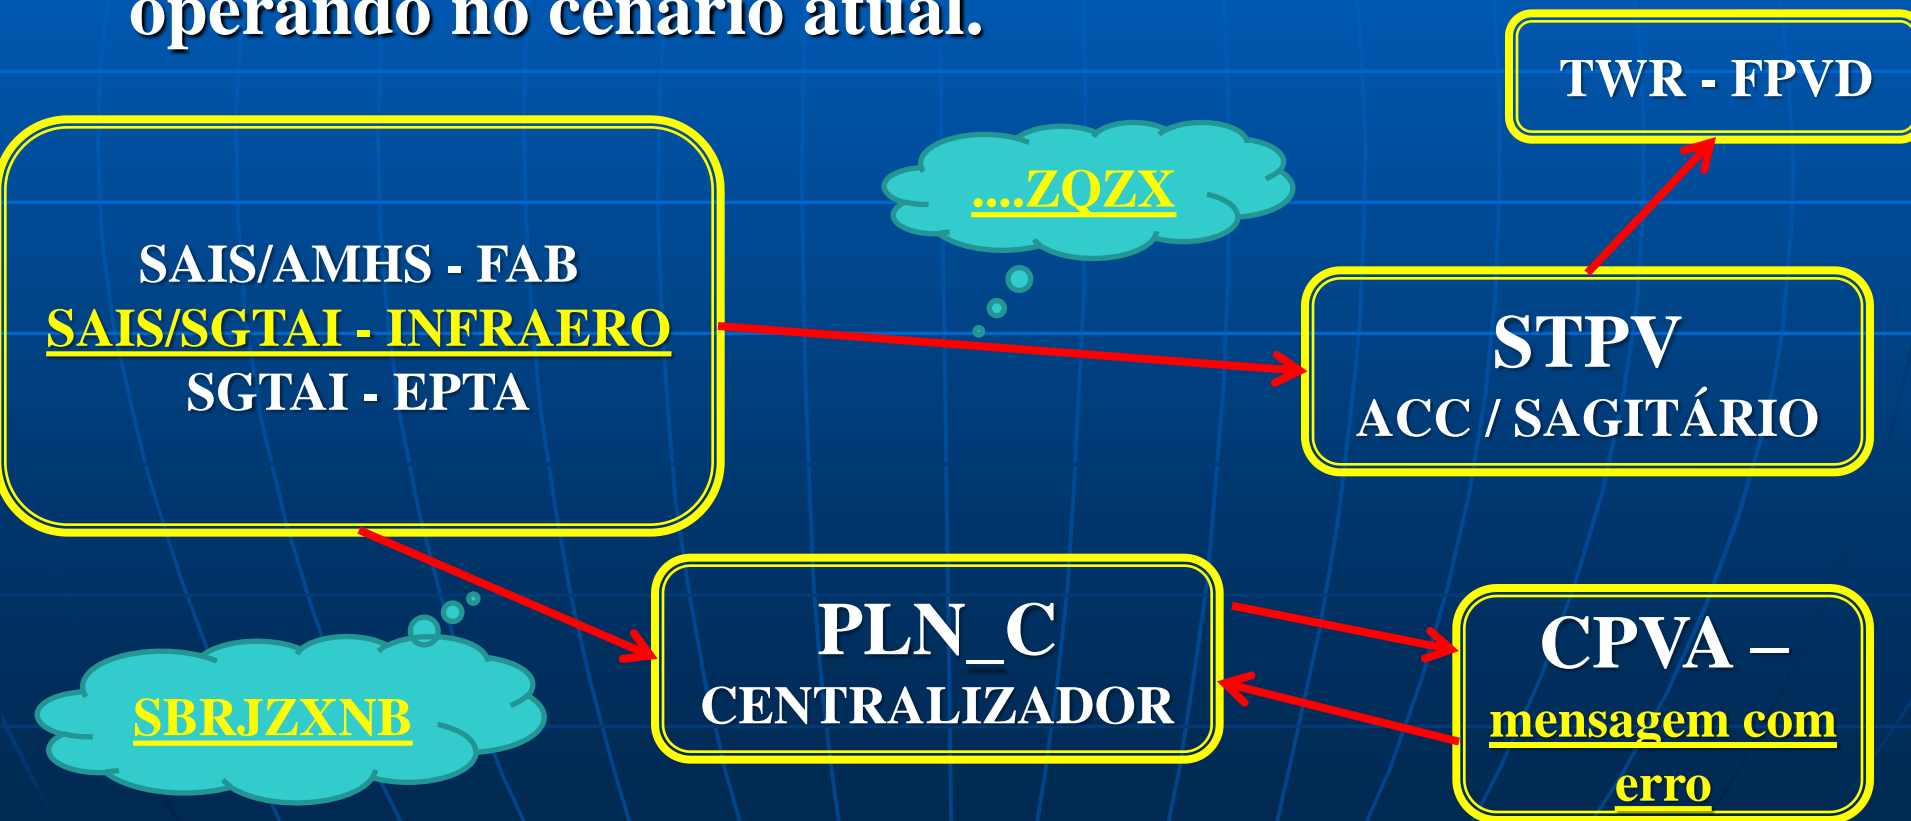 operando no cenário atual.
TWR - FPVD
....ZQZX
SAIS/AMHS - FAB
SAIS/SGTAI - INFRAERO
SGTAI - EPTA
STPV
ACC / SAGITÁRIO
PLN_C
CENTRALIZADOR
CPVA –
mensagem com
erro
SBRJZXNB